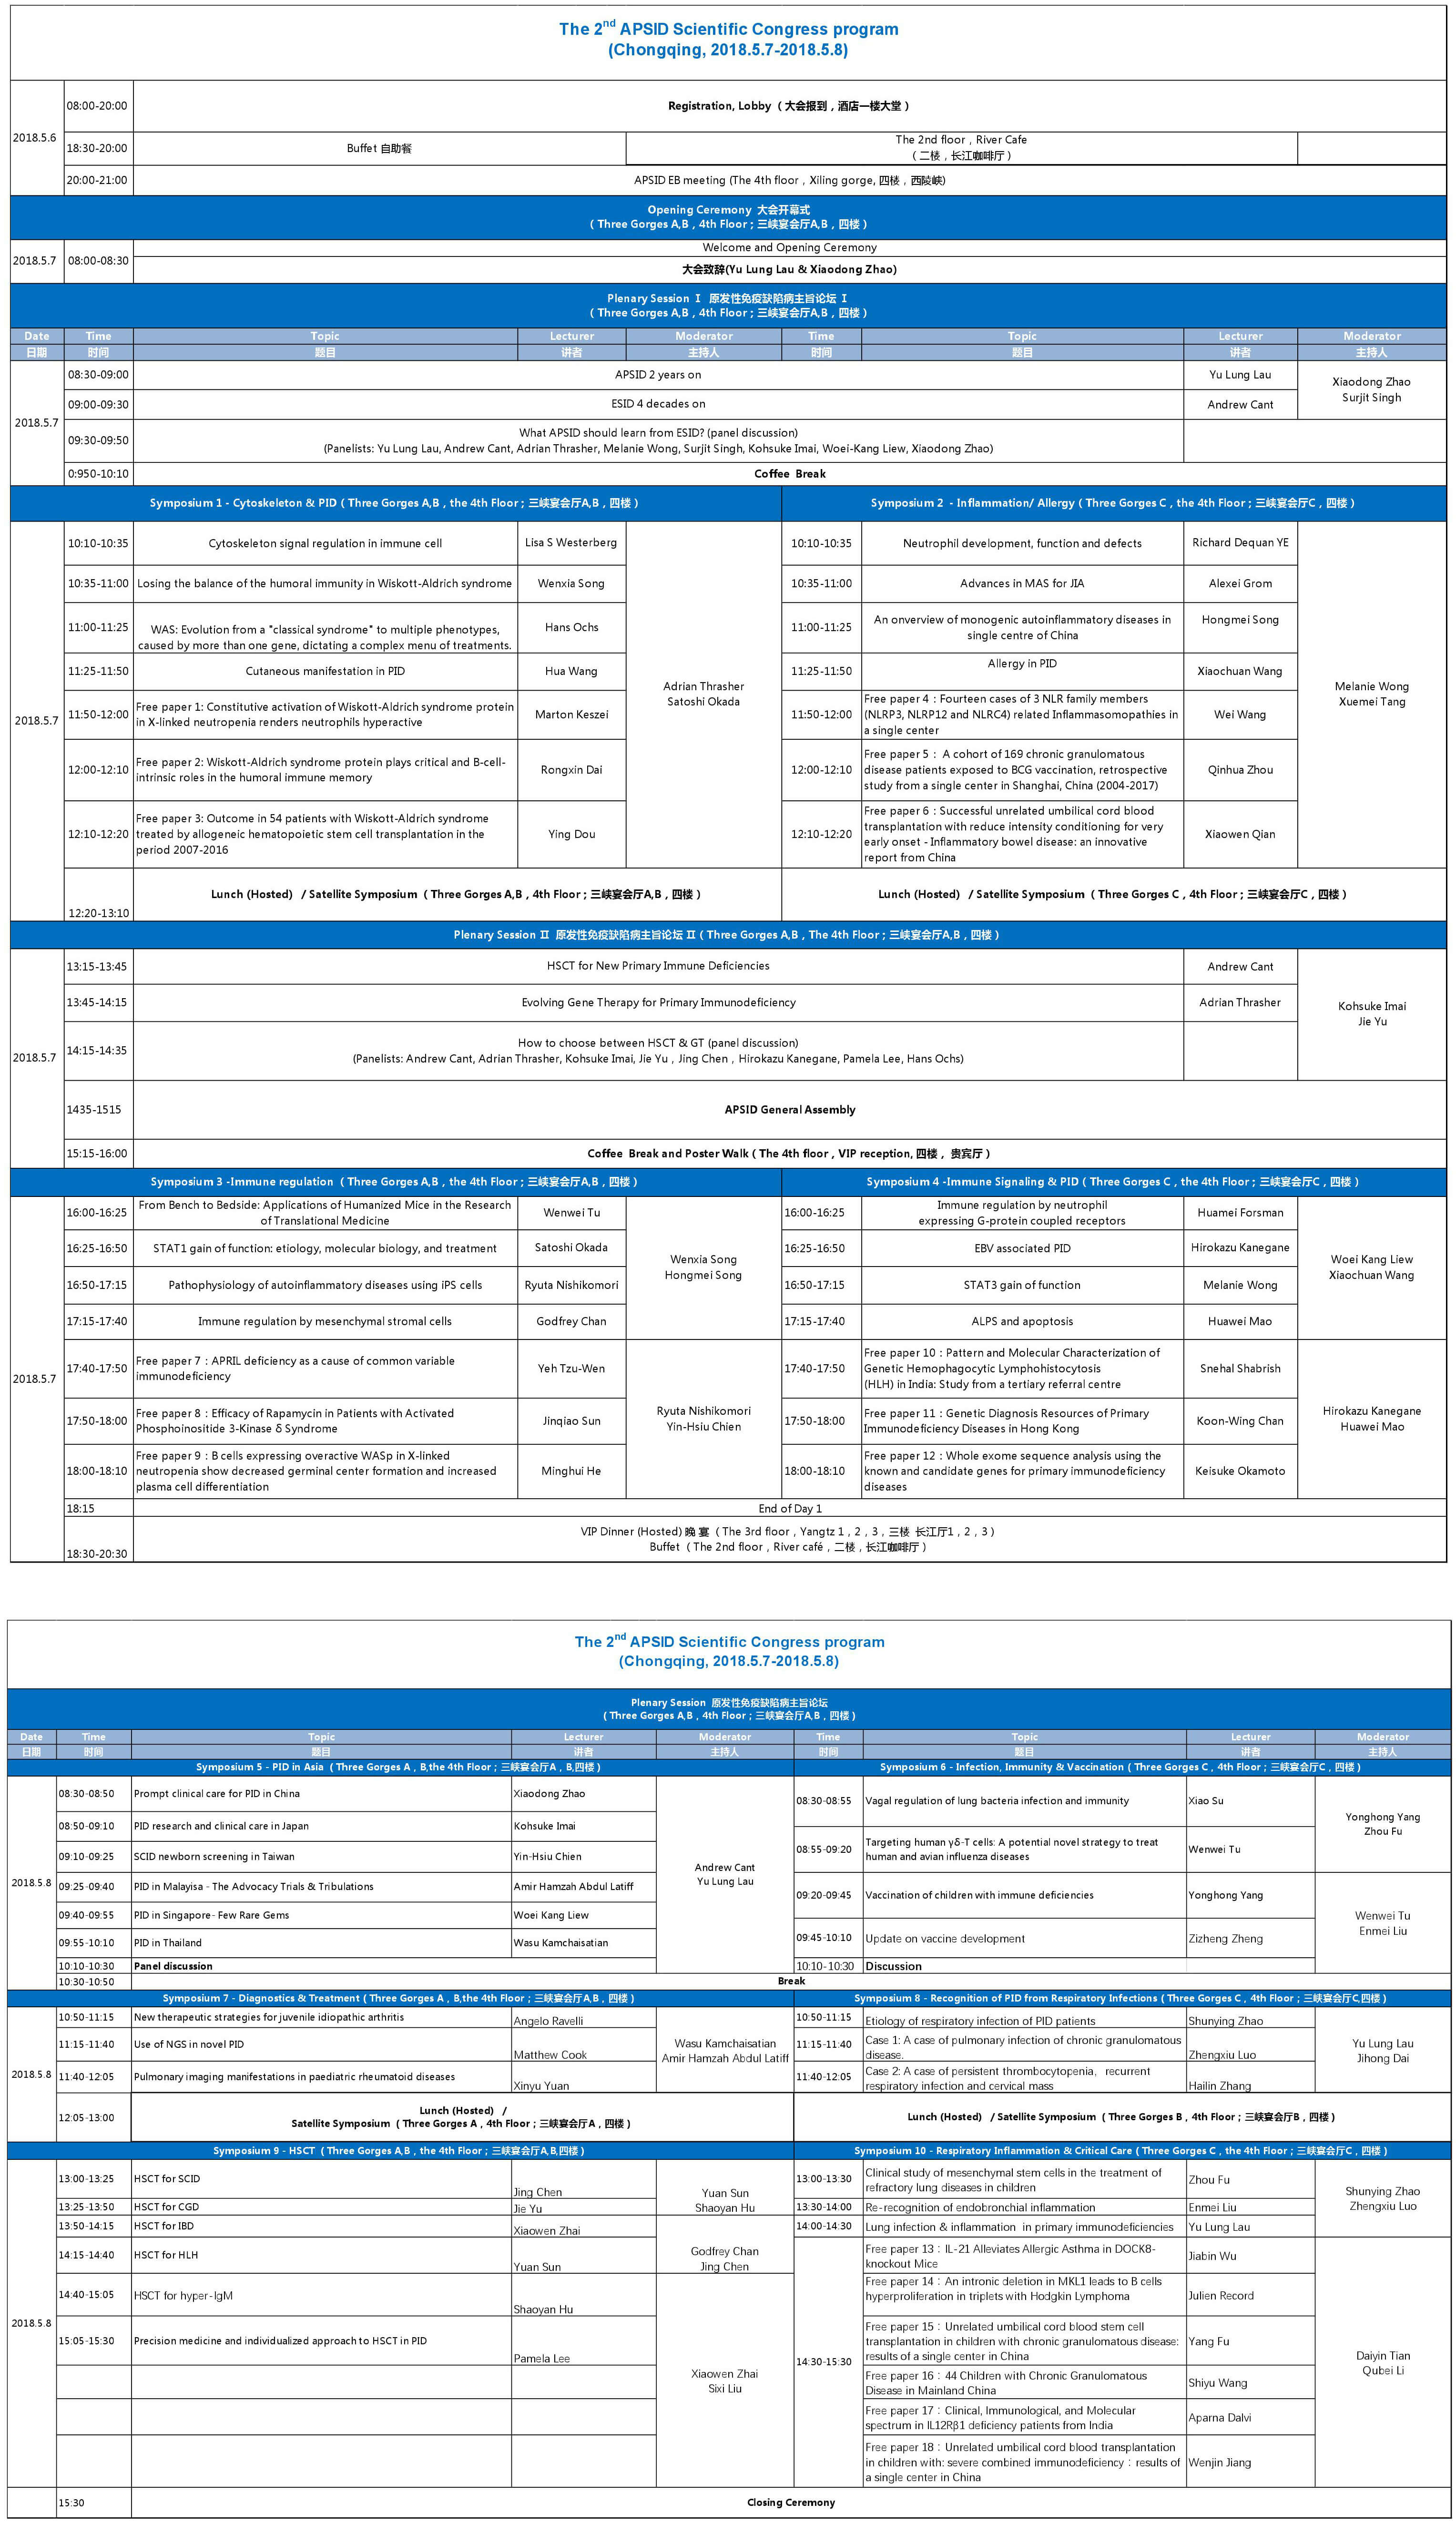 The 2nd APSID Scientific Congress program
(Chongqing, 2018.5.7-2018.5.8)
2018.5.6
08:00-20:00
Registration, Lobby（大会报到，酒店一楼大堂）
18:30-20:00
Buffet 自助餐
The 2nd floor，River Cafe
（二楼，长江咖啡厅）
20:00-21:00
APSID EB meeting (The 4th floor，Xiling gorge, 四楼，西陵峡)
Opening Ceremony 大会开幕式
（Three Gorges A,B，4th Floor；三峡宴会厅A,B，四楼）
2018.5.7
08:00-08:30
Welcome and Opening Ceremony
大会致辞(Yu Lung Lau & Xiaodong Zhao)
Plenary Session Ⅰ 原发性免疫缺陷病主旨论坛 Ⅰ
（Three Gorges A,B，4th Floor；三峡宴会厅A,B，四楼）
Date Time Topic Lecturer Moderator Time Topic Lecturer Moderator
日期 时间 题目 讲者 主持人 时间 题目 讲者 主持人
2018.5.7
08:30-09:00
APSID 2 years on
Yu Lung Lau
Xiaodong Zhao
Surjit Singh
09:00-09:30
ESID 4 decades on
Andrew Cant
09:30-09:50
What APSID should learn from ESID? (panel discussion)
(Panelists: Yu Lung Lau, Andrew Cant, Adrian Thrasher, Melanie Wong, Surjit Singh, Kohsuke Imai, Woei-Kang Liew, Xiaodong Zhao)
0:950-10:10
Coffee Break
Symposium 1 - Cytoskeleton & PID（Three Gorges A,B，the 4th Floor；三峡宴会厅A,B，四楼）
Symposium 2 - Inflammation/ Allergy（Three Gorges C，the 4th Floor；三峡宴会厅C，四楼）
2018.5.7
10:10-10:35
Cytoskeleton signal regulation in immune cell
Lisa S Westerberg
Adrian Thrasher
Satoshi Okada
10:10-10:35
Neutrophil development, function and defects
Richard Dequan YE
Melanie Wong
Xuemei Tang
10:35-11:00
Losing the balance of the humoral immunity in Wiskott-Aldrich syndrome
Wenxia Song
10:35-11:00
Advances in MAS for JIA
Alexei Grom
11:00-11:25
WAS: Evolution from a "classical syndrome" to multiple phenotypes,
caused by more than one gene, dictating a complex menu of treatments.
Hans Ochs
11:00-11:25
An onverview of monogenic autoinflammatory diseases in
single centre of China
Hongmei Song
11:25-11:50
Cutaneous manifestation in PID
Hua Wang
11:25-11:50
Allergy in PID
Xiaochuan Wang
11:50-12:00
Free paper 1: Constitutive activation of Wiskott-Aldrich syndrome protein
in X-linked neutropenia renders neutrophils hyperactive
Marton Keszei
11:50-12:00
Free paper 4：Fourteen cases of 3 NLR family members
(NLRP3, NLRP12 and NLRC4) related Inflammasomopathies in
a single center
Wei Wang
12:00-12:10
Free paper 2: Wiskott-Aldrich syndrome protein plays critical and B-cell-
intrinsic roles in the humoral immune memory
Rongxin Dai
12:00-12:10
Free paper 5： A cohort of 169 chronic granulomatous
disease patients exposed to BCG vaccination, retrospective
study from a single center in Shanghai, China (2004-2017)
Qinhua Zhou
12:10-12:20
Free paper 3: Outcome in 54 patients with Wiskott-Aldrich syndrome
treated by allogeneic hematopoietic stem cell transplantation in the
period 2007-2016
Ying Dou
12:10-12:20
Free paper 6：Successful unrelated umbilical cord blood
transplantation with reduce intensity conditioning for very
early onset - Inflammatory bowel disease: an innovative
report from China
Xiaowen Qian
12:20-13:10
Lunch (Hosted) / Satellite Symposium（Three Gorges A,B，4th Floor；三峡宴会厅A,B，四楼）
Lunch (Hosted) / Satellite Symposium（Three Gorges C，4th Floor；三峡宴会厅C，四楼）
Plenary Session Ⅱ 原发性免疫缺陷病主旨论坛 Ⅱ（Three Gorges A,B，The 4th Floor；三峡宴会厅A,B，四楼）
2018.5.7
13:15-13:45
HSCT for New Primary Immune Deficiencies
Andrew Cant
Kohsuke Imai
Jie Yu
13:45-14:15
Evolving Gene Therapy for Primary Immunodeficiency
Adrian Thrasher
14:15-14:35
How to choose between HSCT & GT (panel discussion)
(Panelists: Andrew Cant, Adrian Thrasher, Kohsuke Imai, Jie Yu，Jing Chen，Hirokazu Kanegane, Pamela Lee, Hans Ochs)
1435-1515
APSID General Assembly
15:15-16:00
Coffee Break and Poster Walk（The 4th floor，VIP reception, 四楼， 贵宾厅）
Symposium 3 -Immune regulation（Three Gorges A,B，the 4th Floor；三峡宴会厅A,B，四楼）
Symposium 4 -Immune Signaling & PID（Three Gorges C，the 4th Floor；三峡宴会厅C，四楼）
2018.5.7
16:00-16:25
From Bench to Bedside: Applications of Humanized Mice in the Research
of Translational Medicine
Wenwei Tu
Wenxia Song
Hongmei Song
16:00-16:25
Immune regulation by neutrophil
expressing G-protein coupled receptors
Huamei Forsman
Woei Kang Liew
Xiaochuan Wang
16:25-16:50
STAT1 gain of function: etiology, molecular biology, and treatment
Satoshi Okada
16:25-16:50
EBV associated PID
Hirokazu Kanegane
16:50-17:15
Pathophysiology of autoinflammatory diseases using iPS cells
Ryuta Nishikomori
16:50-17:15
STAT3 gain of function
Melanie Wong
17:15-17:40
Immune regulation by mesenchymal stromal cells
Godfrey Chan
17:15-17:40
ALPS and apoptosis
Huawei Mao
17:40-17:50
Free paper 7：APRIL deficiency as a cause of common variable
immunodeficiency
Yeh Tzu-Wen
Ryuta Nishikomori
Yin-Hsiu Chien
17:40-17:50
Free paper 10：Pattern and Molecular Characterization of
Genetic Hemophagocytic Lymphohistocytosis
(HLH) in India: Study from a tertiary referral centre
Snehal Shabrish
Hirokazu Kanegane
Huawei Mao
17:50-18:00
Free paper 8：Efficacy of Rapamycin in Patients with Activated
Phosphoinositide 3-Kinase δ Syndrome
Jinqiao Sun
17:50-18:00
Free paper 11：Genetic Diagnosis Resources of Primary
Immunodeficiency Diseases in Hong Kong
Koon-Wing Chan
18:00-18:10
Free paper 9：B cells expressing overactive WASp in X-linked
neutropenia show decreased germinal center formation and increased
plasma cell differentiation
Minghui He
18:00-18:10
Free paper 12：Whole exome sequence analysis using the
known and candidate genes for primary immunodeficiency
diseases
Keisuke Okamoto
18:15
End of Day 1
18:30-20:30
VIP Dinner (Hosted) 晚 宴（The 3rd floor，Yangtz 1，2，3，三楼 长江厅1，2，3）
Buffet（The 2nd floor，River café，二楼，长江咖啡厅）
The 2nd APSID Scientific Congress program
(Chongqing, 2018.5.7-2018.5.8)
Plenary Session 原发性免疫缺陷病主旨论坛
（Three Gorges A,B，4th Floor；三峡宴会厅A,B，四楼）
Date Time Topic Lecturer Moderator Time Topic Lecturer Moderator
日期 时间 题目 讲者 主持人 时间 题目 讲者 主持人
Symposium 5 - PID in Asia（Three Gorges A，B,the 4th Floor；三峡宴会厅A，B,四楼）
Symposium 6 - Infection, Immunity & Vaccination（Three Gorges C，4th Floor；三峡宴会厅C，四楼）
2018.5.8
08:30-08:50
Prompt clinical care for PID in China
Xiaodong Zhao
Andrew Cant
Yu Lung Lau
08:50-09:10
PID research and clinical care in Japan
Kohsuke Imai
09:10-09:25
SCID newborn screening in Taiwan
Yin-Hsiu Chien
09:25-09:40
PID in Malayisa - The Advocacy Trials & Tribulations
Amir Hamzah Abdul Latiff
09:40-09:55
PID in Singapore- Few Rare Gems
Woei Kang Liew
09:55-10:10
PID in Thailand
Wasu Kamchaisatian
10:10-10:30
Panel discussion
08:30-08:55
Vagal regulation of lung bacteria infection and immunity
Xiao Su
Yonghong Yang
Zhou Fu
08:55-09:20
Targeting human γδ-T cells: A potential novel strategy to treat
human and avian influenza diseases
Wenwei Tu
09:20-09:45
Vaccination of children with immune deficiencies
Yonghong Yang
Wenwei Tu
Enmei Liu
09:45-10:10
Update on vaccine development
Zizheng Zheng
10:10-10:30
Discussion
10:30-10:50
Break
Symposium 7 - Diagnostics & Treatment（Three Gorges A，B,the 4th Floor；三峡宴会厅A,B，四楼）
Symposium 8 - Recognition of PID from Respiratory Infections（Three Gorges C，4th Floor；三峡宴会厅C,四楼）
2018.5.8
10:50-11:15
New therapeutic strategies for juvenile idiopathic arthritis
Angelo Ravelli
Wasu Kamchaisatian
Amir Hamzah Abdul Latiff
10:50-11:15
Etiology of respiratory infection of PID patients
Shunying Zhao
Yu Lung Lau
Jihong Dai
11:15-11:40
Use of NGS in novel PID
Matthew Cook
11:15-11:40
Case 1: A case of pulmonary infection of chronic granulomatous
disease.
Zhengxiu Luo
11:40-12:05
Pulmonary imaging manifestations in paediatric rheumatoid diseases
Xinyu Yuan
11:40-12:05
Case 2: A case of persistent thrombocytopenia， recurrent
respiratory infection and cervical mass
Hailin Zhang
12:05-13:00
Lunch (Hosted) /
Satellite Symposium（Three Gorges A，4th Floor；三峡宴会厅A，四楼）
Lunch (Hosted) / Satellite Symposium（Three Gorges B，4th Floor；三峡宴会厅B，四楼）
Symposium 9 - HSCT（Three Gorges A,B，the 4th Floor；三峡宴会厅A,B,四楼）
Symposium 10 - Respiratory Inflammation & Critical Care（Three Gorges C，the 4th Floor；三峡宴会厅C，四楼）
2018.5.8
13:00-13:25
HSCT for SCID
Jing Chen
Yuan Sun
Shaoyan Hu
13:25-13:50
HSCT for CGD
Jie Yu
13:50-14:15
HSCT for IBD
Xiaowen Zhai
Godfrey Chan
Jing Chen
14:15-14:40
HSCT for HLH
Yuan Sun
14:40-15:05
HSCT for hyper-IgM
Shaoyan Hu
Xiaowen Zhai
Sixi Liu
15:05-15:30
Precision medicine and individualized approach to HSCT in PID
Pamela Lee
13:00-13:30
Clinical study of mesenchymal stem cells in the treatment of
refractory lung diseases in children
Zhou Fu
Shunying Zhao
Zhengxiu Luo
13:30-14:00
Re-recognition of endobronchial inflammation
Enmei Liu
14:00-14:30
Lung infection & inflammation in primary immunodeficiencies
Yu Lung Lau
14:30-15:30
Free paper 13：IL-21 Alleviates Allergic Asthma in DOCK8-
knockout Mice
Jiabin Wu
Daiyin Tian
Qubei Li
Free paper 14：An intronic deletion in MKL1 leads to B cells
hyperproliferation in triplets with Hodgkin Lymphoma
Julien Record
Free paper 15：Unrelated umbilical cord blood stem cell
transplantation in children with chronic granulomatous disease:
results of a single center in China
Yang Fu
Free paper 16：44 Children with Chronic Granulomatous
Disease in Mainland China
Shiyu Wang
Free paper 17：Clinical, Immunological, and Molecular
spectrum in IL12Rβ1 deficiency patients from India
Aparna Dalvi
Free paper 18：Unrelated umbilical cord blood transplantation
in children with: severe combined immunodeficiency：results of
a single center in China
Wenjin Jiang
15:30
Closing Ceremony